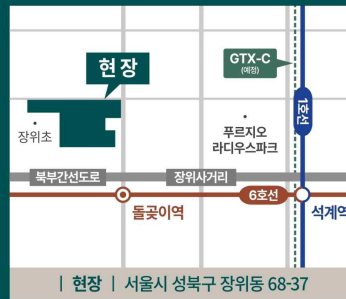 현장
GTX-C
(예정)
1호선
장위초
푸르지오
라디우스파크
북부간선도로
장위사거리
6호선
돌곶이역
석계역
| 현장 | 서울시 성북구 장위동 68-37